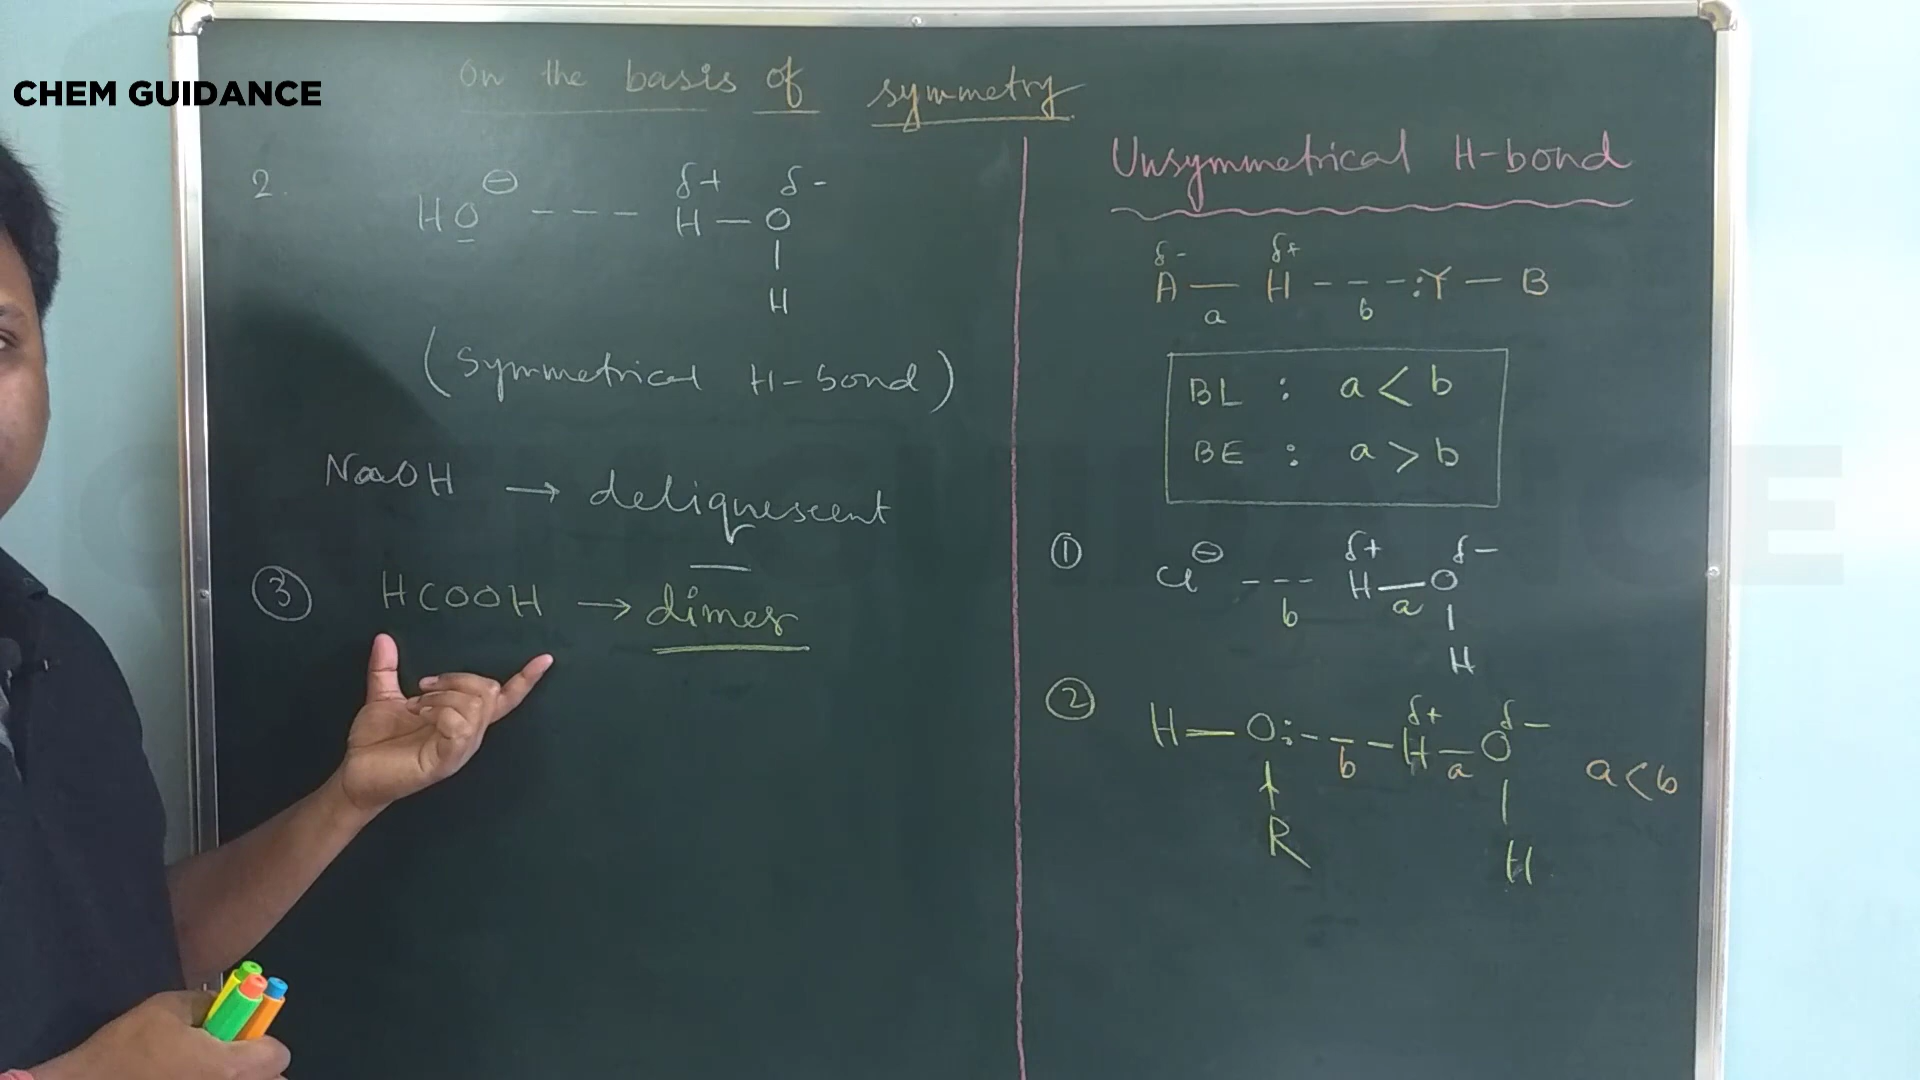 CHEM GUIDANCE
On the basis of symmetry
2.
HO⊖ --- H — O
δ+ δ-
|
H
(Symmetrical H-bond)
NaOH → deliquescent
③ HCOOH → dimer
Unsymmetrical H-bond
δ- δ+
A — H - - - :Y — B
a b
BL : a < b
BE : a > b
① Cl⊖ --- H — O
δ+ δ-
b a
|
H
② H — O: - - - H — O
δ+ δ-
b a
a < b
R
|
H